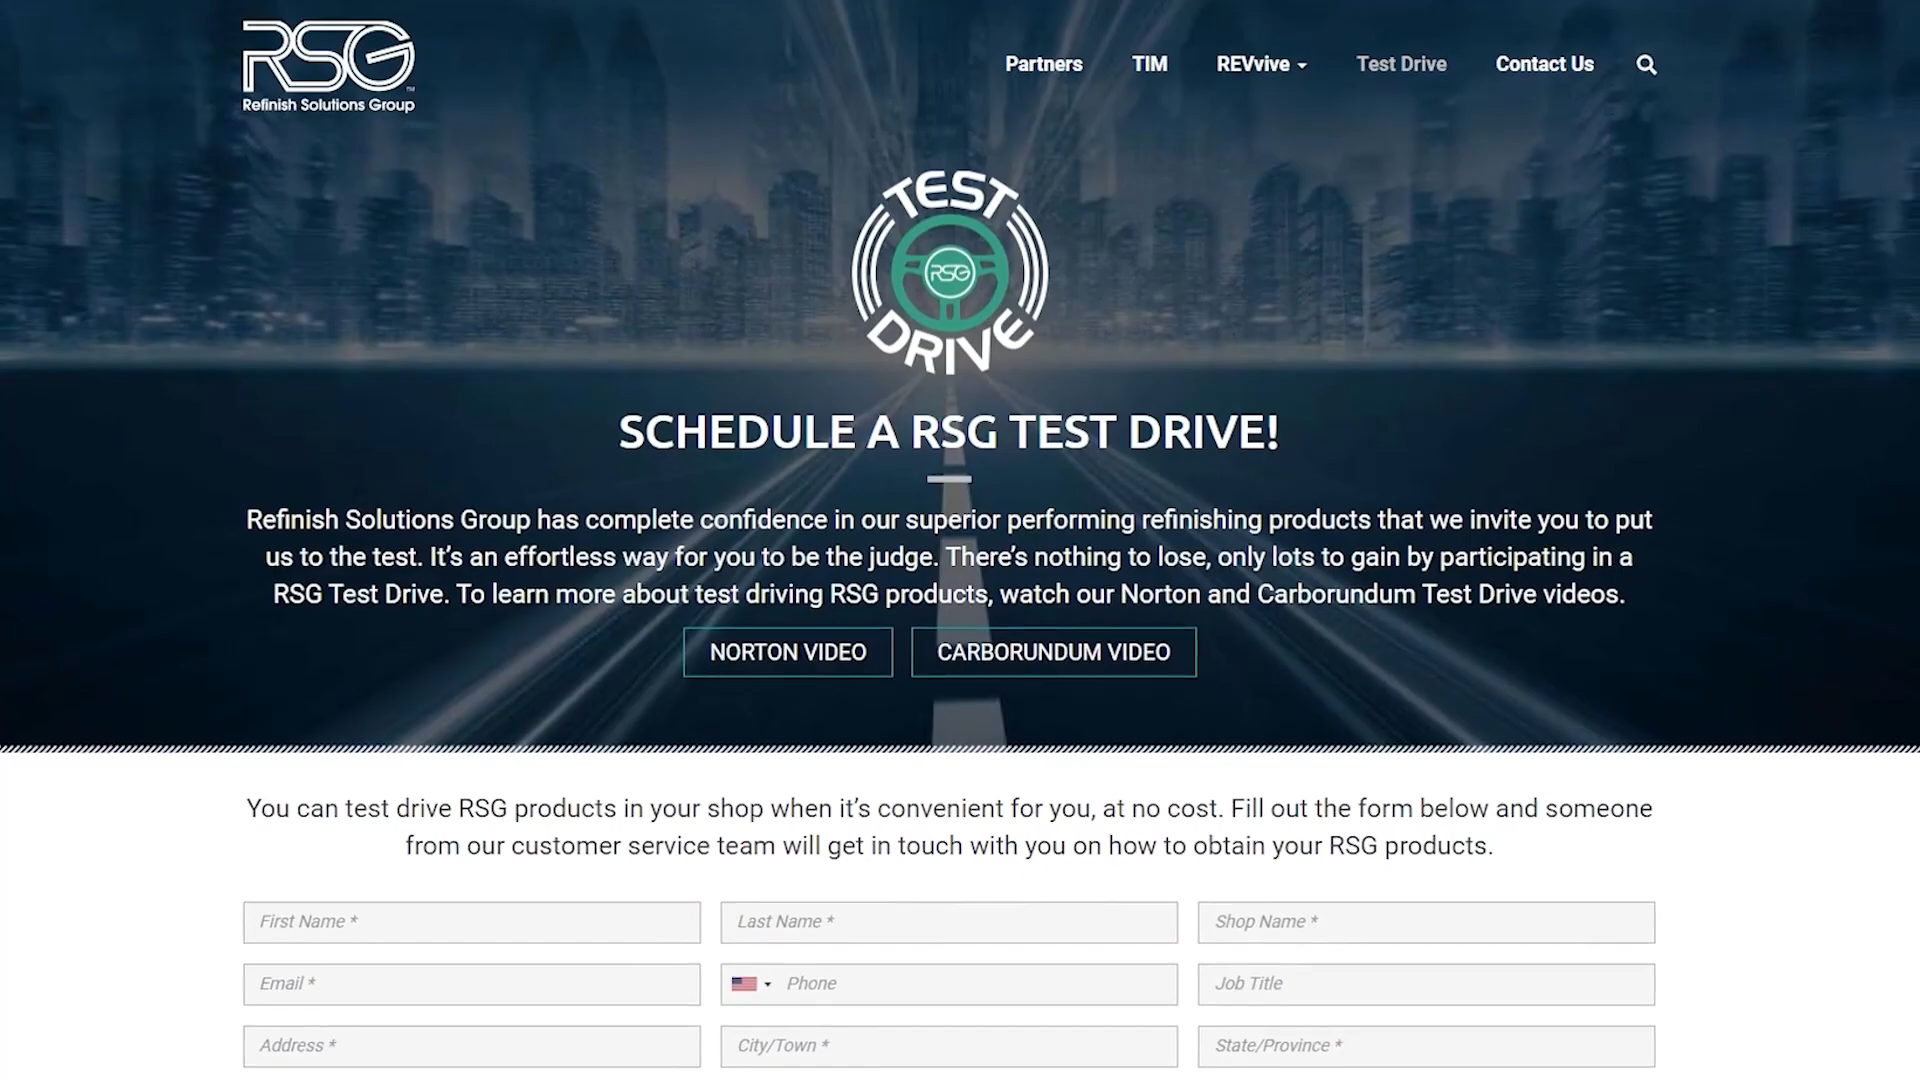 RSG
TM
Refinish Solutions Group
Partners
TIM
REVvive
Test Drive
Contact Us
TEST
RSG
DRIVE
SCHEDULE A RSG TEST DRIVE!
Refinish Solutions Group has complete confidence in our superior performing refinishing products that we invite you to put
us to the test. It’s an effortless way for you to be the judge. There’s nothing to lose, only lots to gain by participating in a
RSG Test Drive. To learn more about test driving RSG products, watch our Norton and Carborundum Test Drive videos.
NORTON VIDEO
CARBORUNDUM VIDEO
You can test drive RSG products in your shop when it’s convenient for you, at no cost. Fill out the form below and someone
from our customer service team will get in touch with you on how to obtain your RSG products.
First Name *
Last Name *
Shop Name *
Email *
Phone
Job Title
Address *
City/Town *
State/Province *